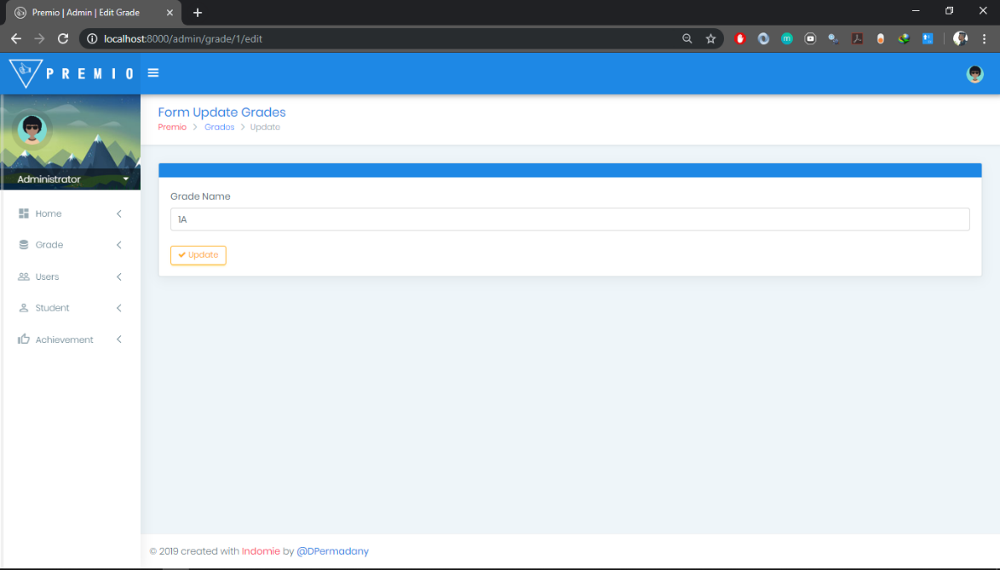 Premio | Admin | Edit Grade
localhost:8000/admin/grade/1/edit
PREMIO
Form Update Grades
Premio > Grades > Update
Administrator
Grade Name
1A
Update
Home
Grade
Users
Student
Achievement
© 2019 created with Indomie by @DPermadany